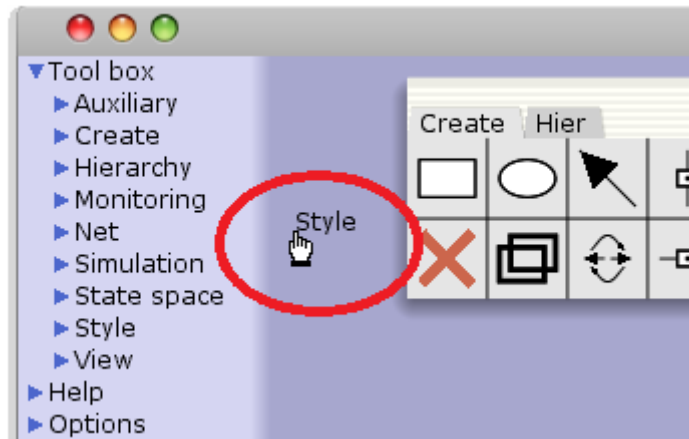 Tool box
Auxiliary
Create
Hierarchy
Monitoring
Net
Simulation
State space
Style
View
Help
Options
Style
Create Hier